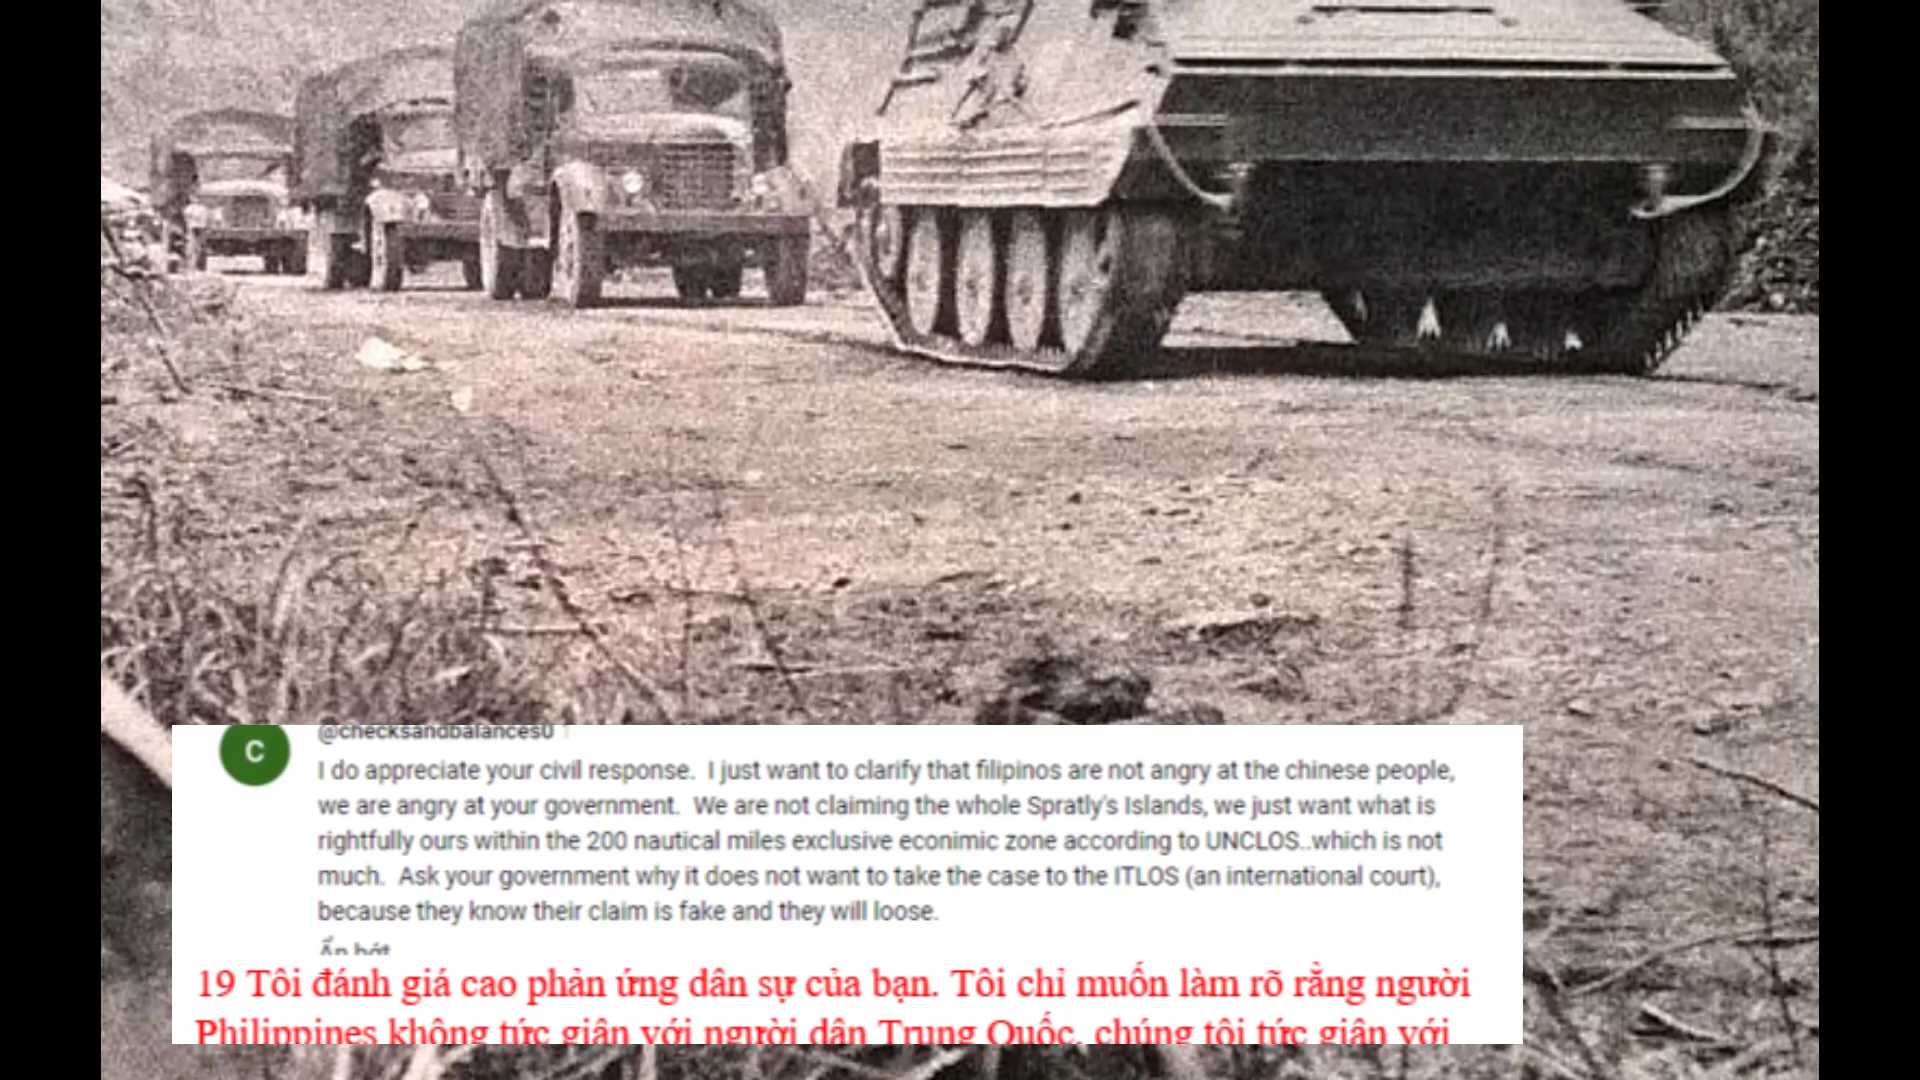 C
@checksandbalances0
I do appreciate your civil response.  I just want to clarify that filipinos are not angry at the chinese people,
we are angry at your government.  We are not claiming the whole Spratly's Islands, we just want what is
rightfully ours within the 200 nautical miles exclusive econimic zone according to UNCLOS..which is not
much.  Ask your government why it does not want to take the case to the ITLOS (an international court),
because they know their claim is fake and they will loose.
Ẩn bớt
19 Tôi đánh giá cao phản ứng dân sự của bạn. Tôi chỉ muốn làm rõ rằng người
Philippines không tức giận với người dân Trung Quốc, chúng tôi tức giận với